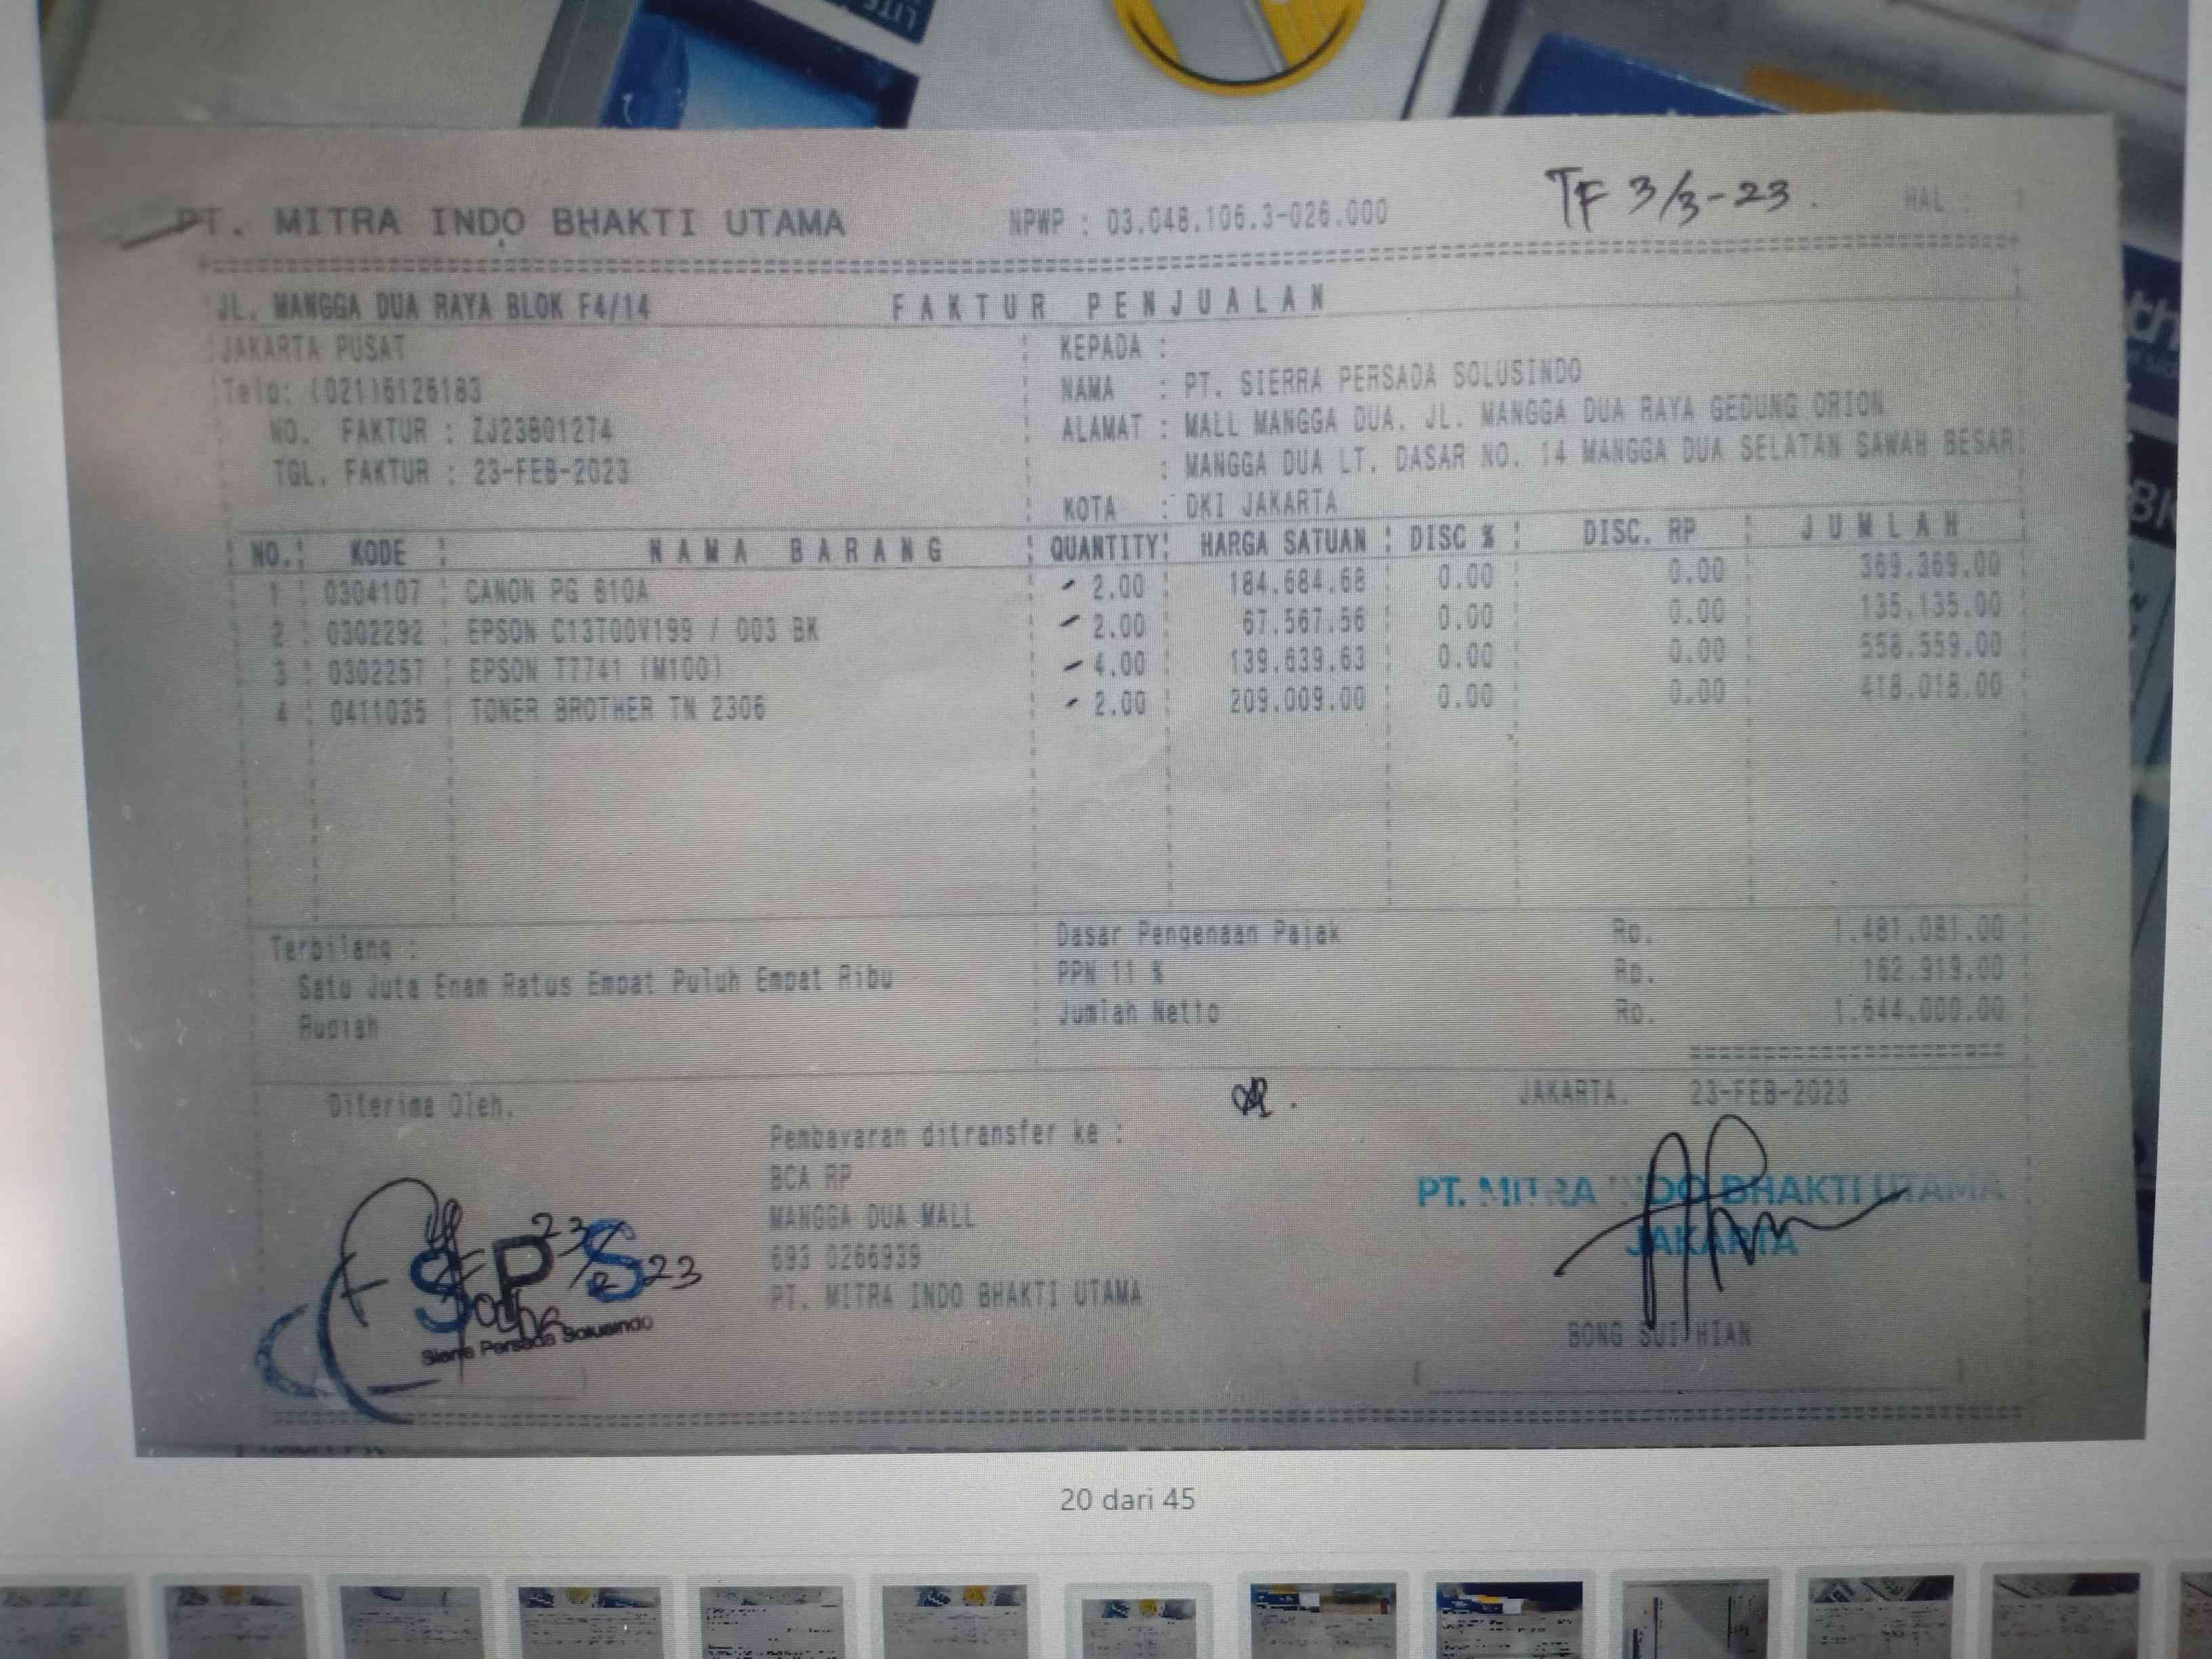 PT. MITRA INDO BHAKTI UTAMA NPWP : 03.048.106.3-026.000 TF 3/3-23. HAL : 1
JL. MANGGA DUA RAYA BLOK F4/14 FAKTUR PENJUALAN
JAKARTA PUSAT KEPADA :
Telp: (021)6126183 NAMA : PT. SIERRA PERSADA SOLUSINDO
NO. FAKTUR : ZJ23B01274 ALAMAT : MALL MANGGA DUA, JL. MANGGA DUA RAYA GEDUNG ORION
TGL. FAKTUR : 23-FEB-2023 : MANGGA DUA LT. DASAR NO. 14 MANGGA DUA SELATAN SAWAH BESAR
KOTA : DKI JAKARTA
NO. KODE NAMA BARANG QUANTITY HARGA SATUAN DISC % DISC. RP JUMLAH
1 0304107 CANON PG 810A 2.00 184.684.68 0.00 0.00 369.369.00
2 0302292 EPSON C13T00V199 / 003 BK 2.00 67.567.56 0.00 0.00 135.135.00
3 0302257 EPSON T7741 (M100) 4.00 139.639.63 0.00 0.00 558.559.00
4 0411035 TONER BROTHER TN 2306 2.00 209.009.00 0.00 0.00 418.018.00
Terbilang : Dasar Pengenaan Pajak Rp. 1.481.081.00
Satu Juta Enam Ratus Empat Puluh Empat Ribu PPN 11 % Rp. 162.919.00
Rupiah Jumlah Netto Rp. 1.644.000.00
Diterima Oleh, JAKARTA, 23-FEB-2023
Pembayaran ditransfer ke :
BCA RP
MANGGA DUA MALL
693 0266939
PT. MITRA INDO BHAKTI UTAMA
PT. MITRA INDO BHAKTI UTAMA
JAKARTA
SPS
23/2 23
Sierra Persada Solusindo
BONG SUI HIAN
20 dari 45